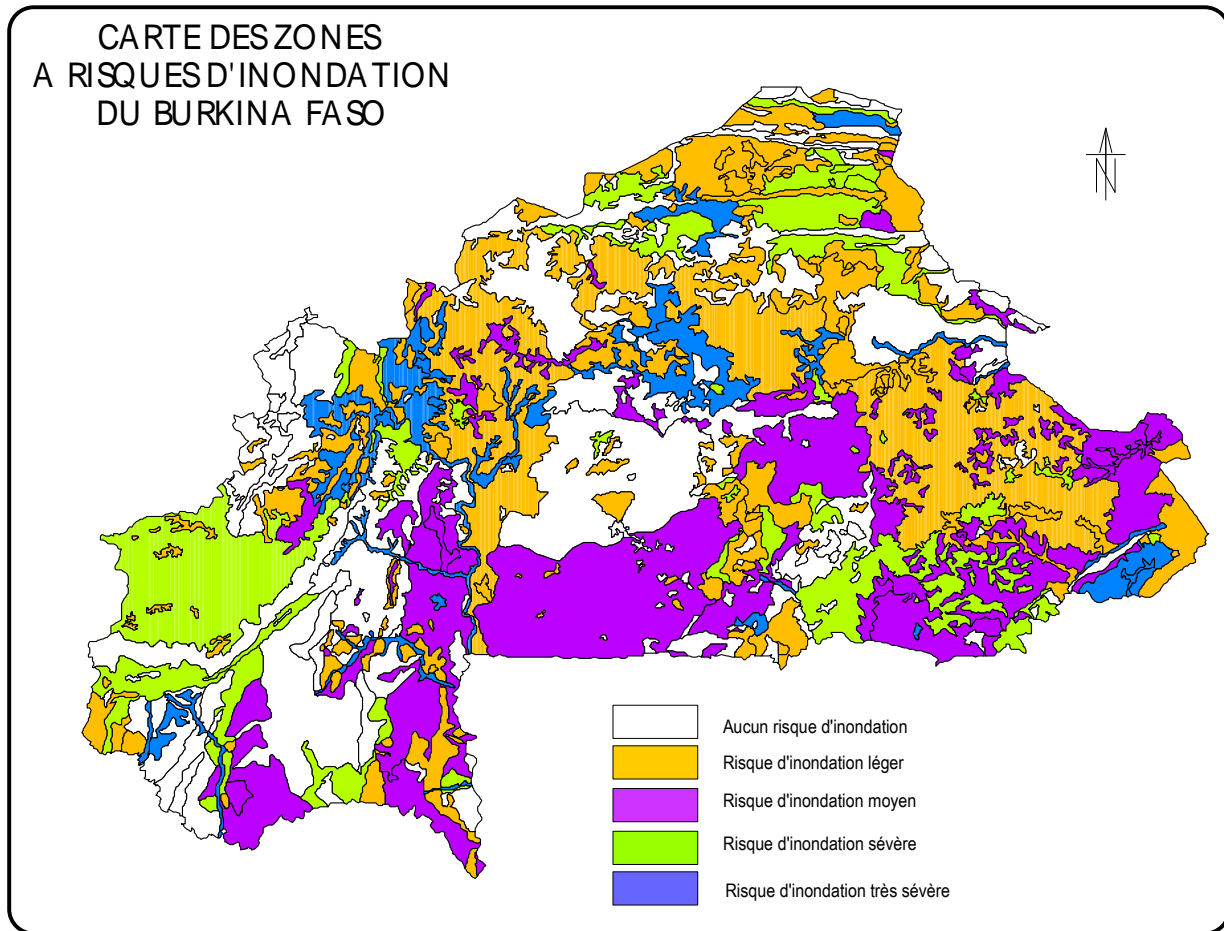 CARTE DES ZONES
A RISQUES D'INONDATION
DU BURKINA FASO
N
Aucun risque d'inondation
Risque d'inondation léger
Risque d'inondation moyen
Risque d'inondation sévère
Risque d'inondation très sévère